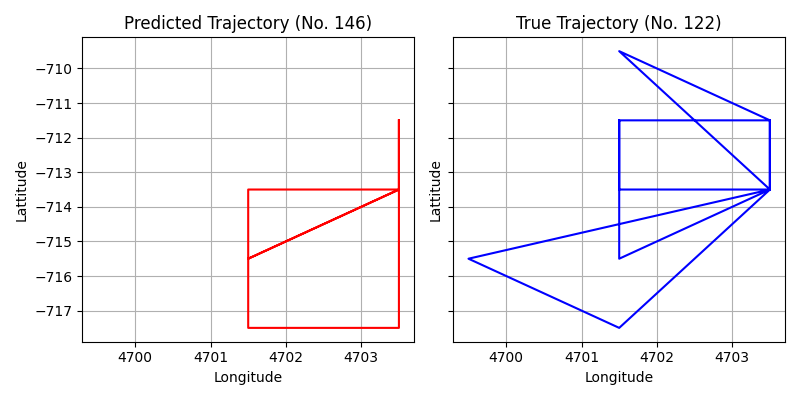 Predicted Trajectory (No. 146)
True Trajectory (No. 122)
−710
−711
−712
−713
−714
−715
−716
−717
Lattitude
Lattitude
4700
4701
4702
4703
4700
4701
4702
4703
Longitude
Longitude